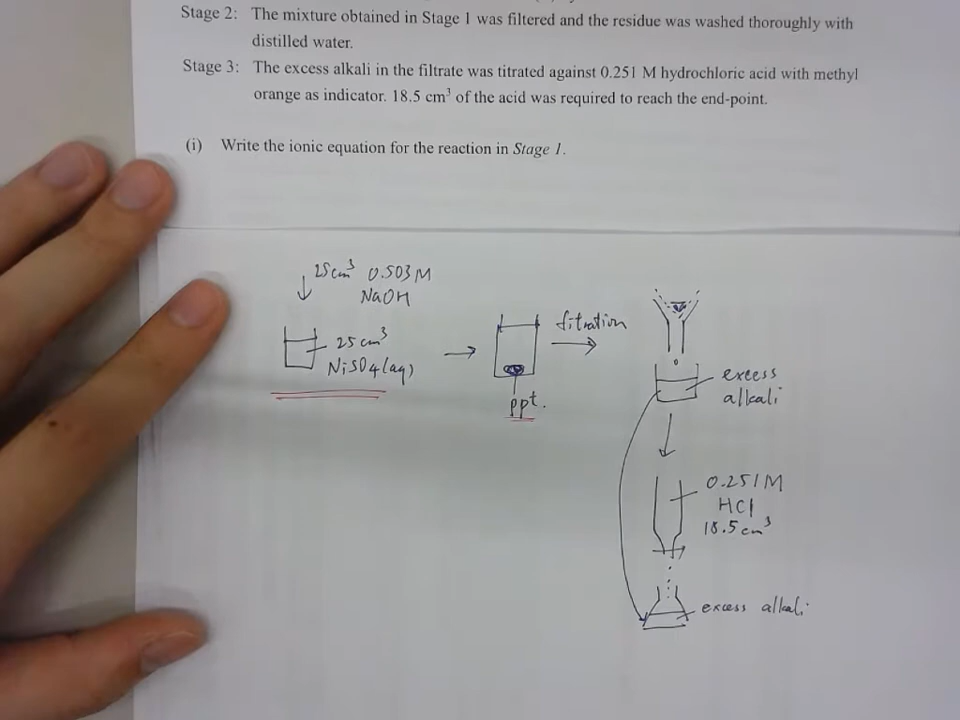 Stage 2: The mixture obtained in Stage 1 was filtered and the residue was washed thoroughly with
distilled water.
Stage 3: The excess alkali in the filtrate was titrated against 0.251 M hydrochloric acid with methyl
orange as indicator. 18.5 cm³ of the acid was required to reach the end-point.
(i) Write the ionic equation for the reaction in Stage 1.
25cm³ 0.503M
NaOH
25cm³
NiSO4(aq)
ppt.
filtration
excess
alkali
0.251M
HCl
18.5cm³
excess alkali